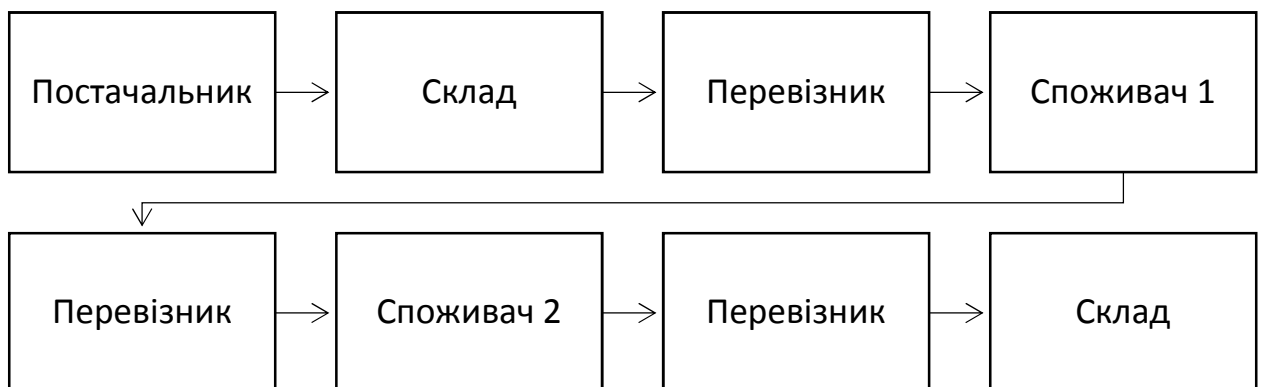 Постачальник
Склад
Перевізник
Споживач 1
Перевізник
Споживач 2
Перевізник
Склад